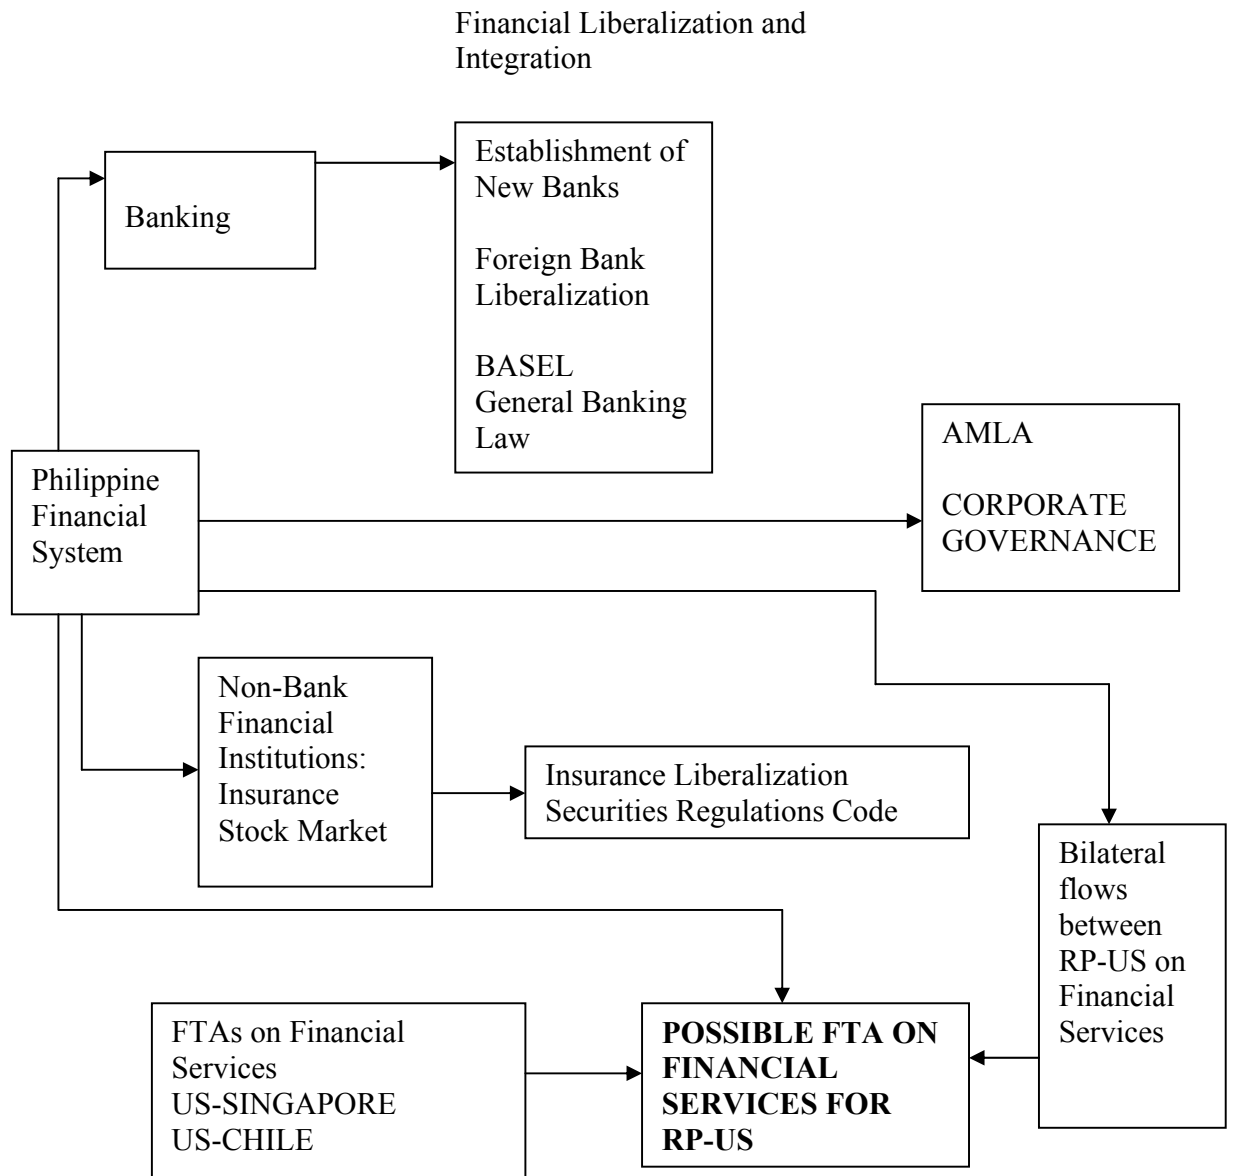 Financial Liberalization and
Integration
Establishment of
New Banks
Foreign Bank
Liberalization
BASEL
General Banking
Law
Banking
AMLA
CORPORATE
GOVERNANCE
Philippine
Financial
System
Non-Bank
Financial
Institutions:
Insurance
Stock Market
Insurance Liberalization
Securities Regulations Code
Bilateral
flows
between
RP-US on
Financial
Services
FTAs on Financial
Services
US-SINGAPORE
US-CHILE
POSSIBLE FTA ON
FINANCIAL
SERVICES FOR
RP-US